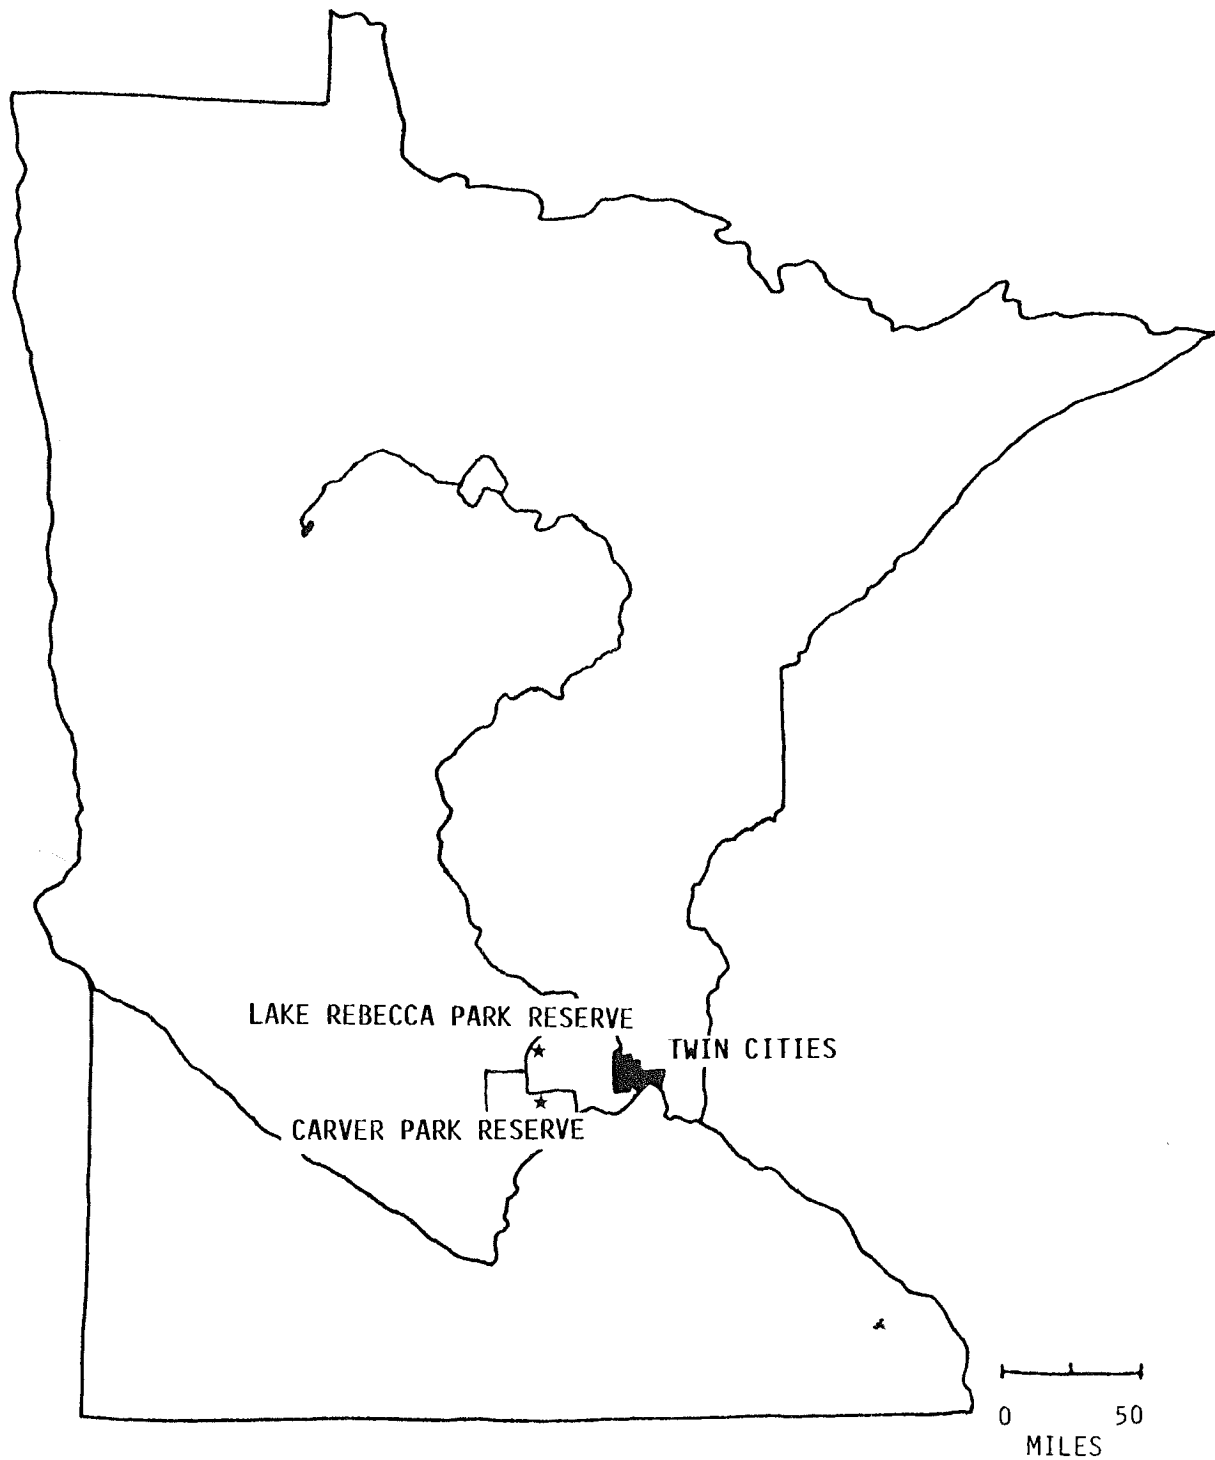 LAKE REBECCA PARK RESERVE
TWIN CITIES
CARVER PARK RESERVE
0 50
MILES